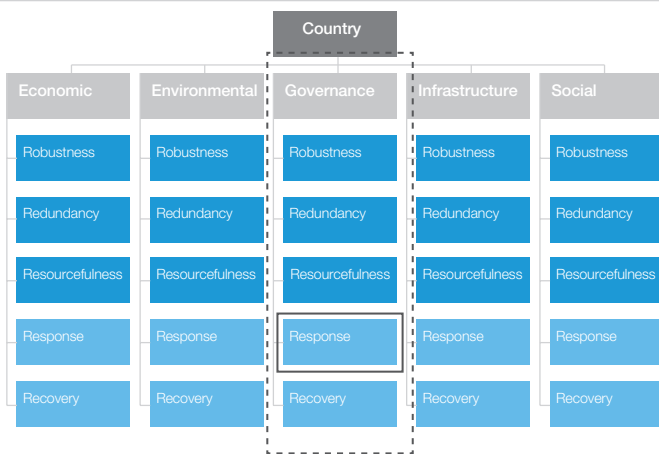 Country
Economic
Environmental
Governance
Infrastructure
Social
Robustness
Robustness
Robustness
Robustness
Robustness
Redundancy
Redundancy
Redundancy
Redundancy
Redundancy
Resourcefulness
Resourcefulness
Resourcefulness
Resourcefulness
Resourcefulness
Response
Response
Response
Response
Response
Recovery
Recovery
Recovery
Recovery
Recovery